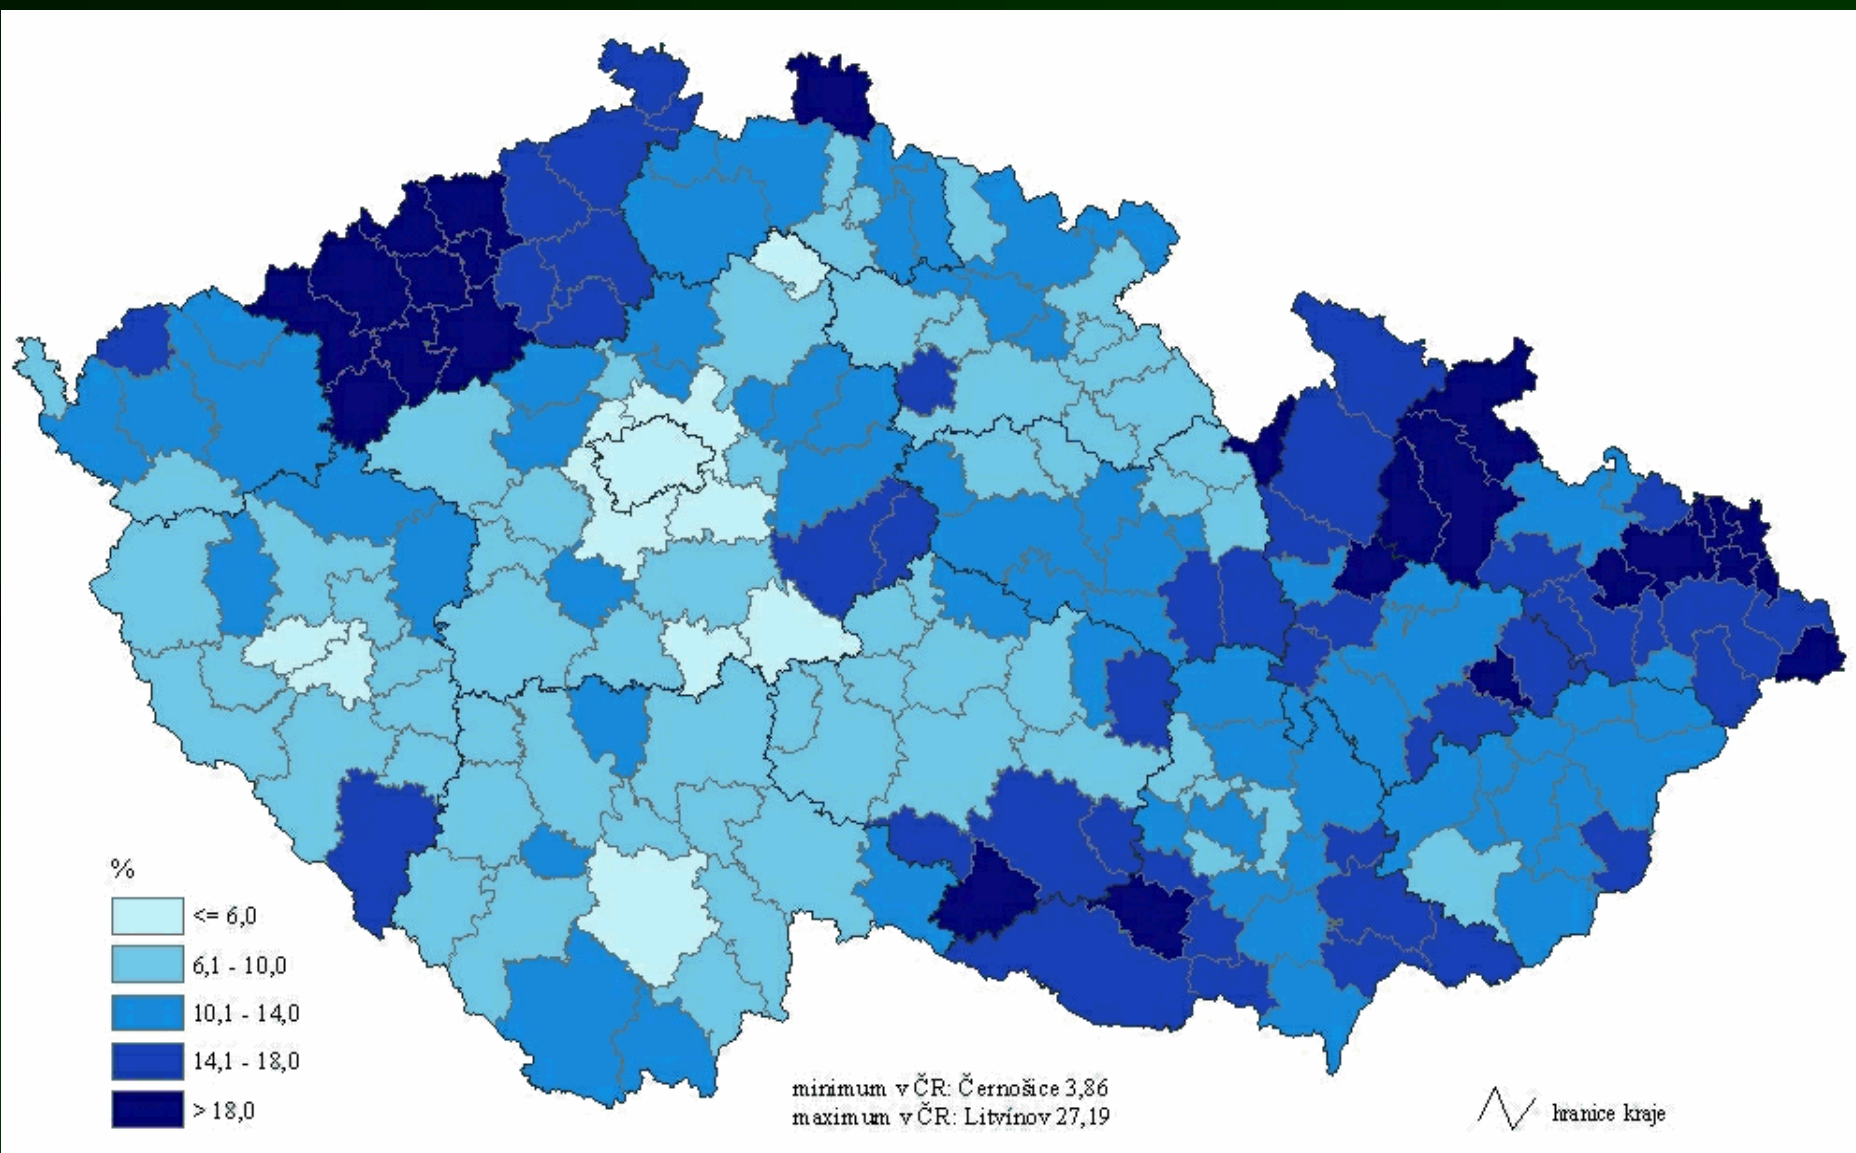 %
<= 6,0
6,1 - 10,0
10,1 - 14,0
14,1 - 18,0
> 18,0
minimum v ČR: Černošice 3,86
maximum v ČR: Litvínov 27,19
hranice kraje